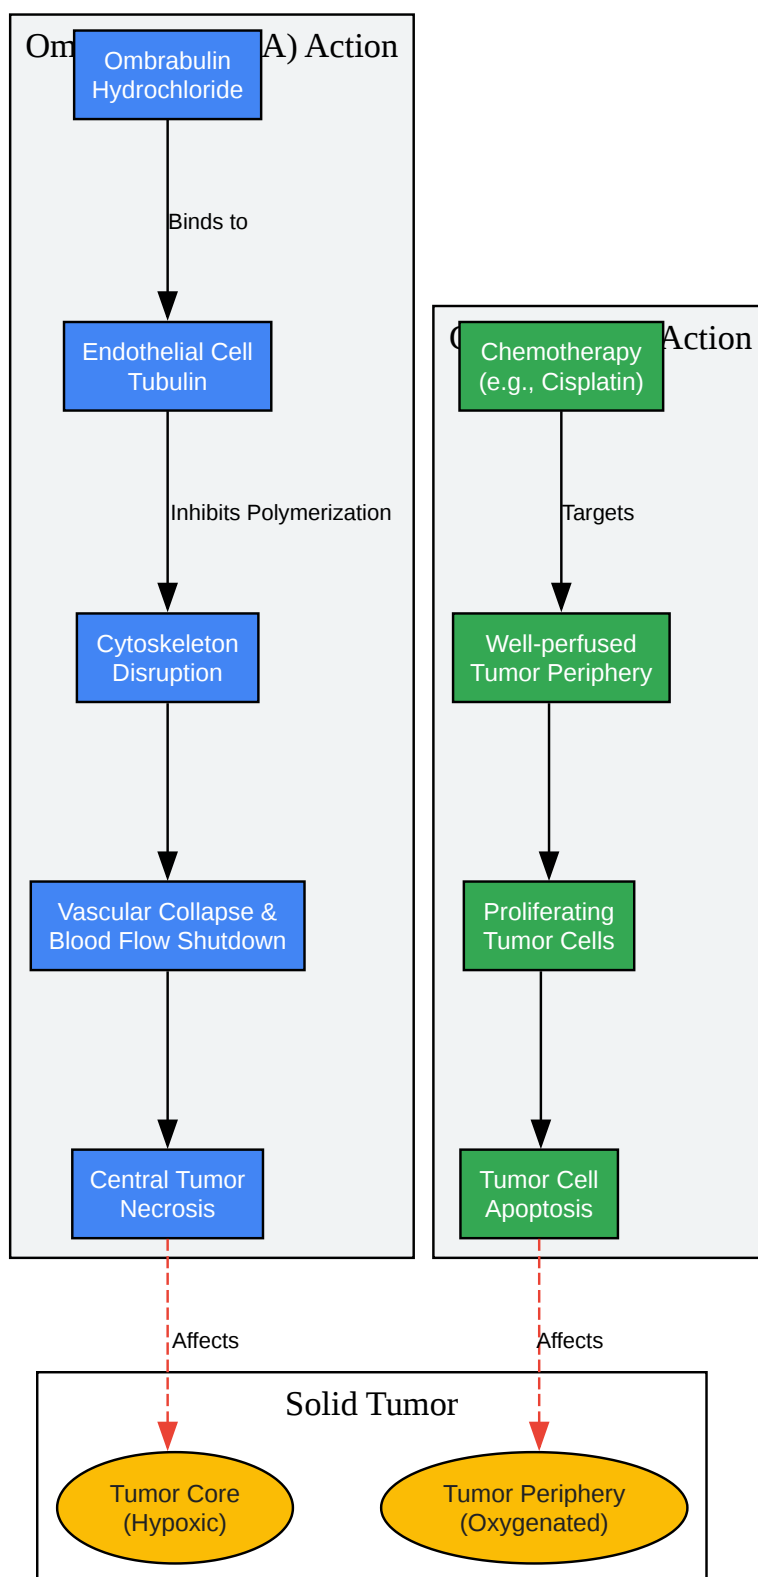 Om
A) Action
Ombrabulin
Hydrochloride
Binds to
Endothelial Cell
Tubulin
Inhibits Polymerization
Cytoskeleton
Disruption
Vascular Collapse &
Blood Flow Shutdown
Central Tumor
Necrosis
Affects
Action
Chemotherapy
(e.g., Cisplatin)
Targets
Well-perfused
Tumor Periphery
Proliferating
Tumor Cells
Tumor Cell
Apoptosis
Affects
Solid Tumor
Tumor Core
(Hypoxic)
Tumor Periphery
(Oxygenated)